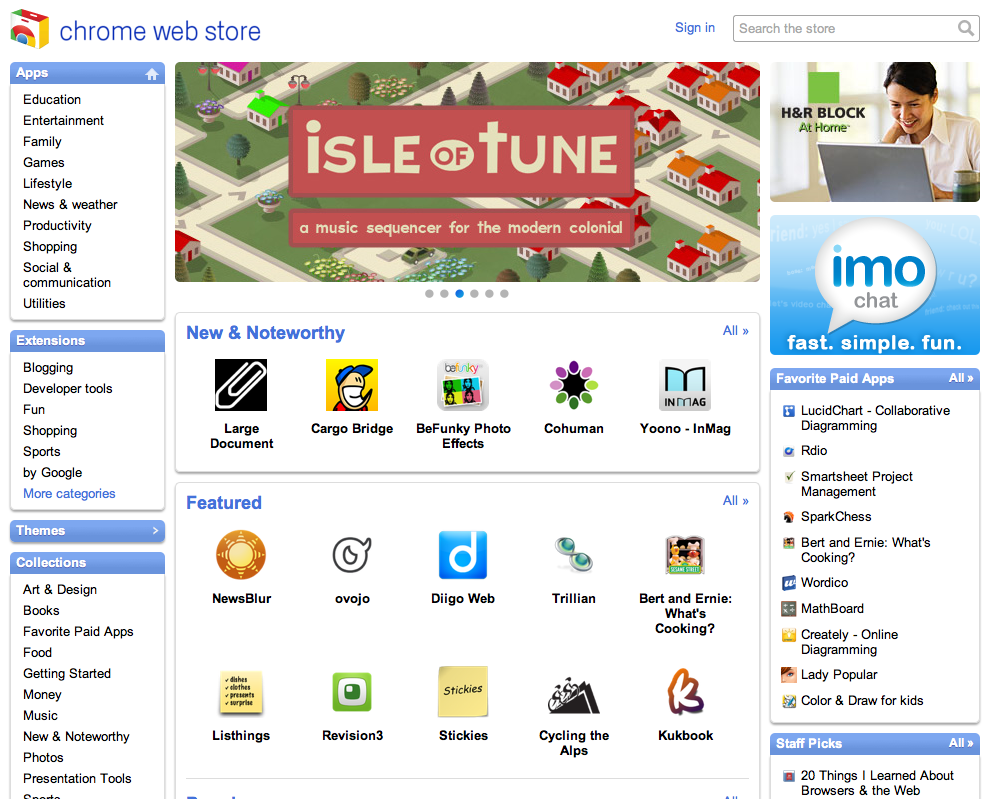 chrome web store
Sign in
Search the store
Apps
Education
Entertainment
Family
Games
Lifestyle
News & weather
Productivity
Shopping
Social &
communication
Utilities
Extensions
Blogging
Developer tools
Fun
Shopping
Sports
by Google
More categories
Themes >
Collections
Art & Design
Books
Favorite Paid Apps
Food
Getting Started
Money
Music
New & Noteworthy
Photos
Presentation Tools
Sports
ISLE OF TUNE
a music sequencer for the modern colonial
New & Noteworthy
All »
Large
Document
Cargo Bridge
befunky
BeFunky Photo
Effects
Cohuman
INMAG
Yoono - InMag
Featured
All »
NewsBlur
ovojo
d
Diigo Web
Trillian
SESAME STREET
Bert and Ernie:
What's
Cooking?
dishes
clothes
presents
surprise
Listhings
Revision3
Stickies
Stickies
Cycling the
Alps
k
Kukbook
All »
H&R BLOCK
At Home
imo
chat
fast. simple. fun.
Favorite Paid Apps
All »
LucidChart - Collaborative
Diagramming
Rdio
Smartsheet Project
Management
SparkChess
Bert and Ernie: What's
Cooking?
Wordico
MathBoard
Creately - Online
Diagramming
Lady Popular
Color & Draw for kids
Staff Picks
All »
20 Things I Learned About
Browsers & the Web